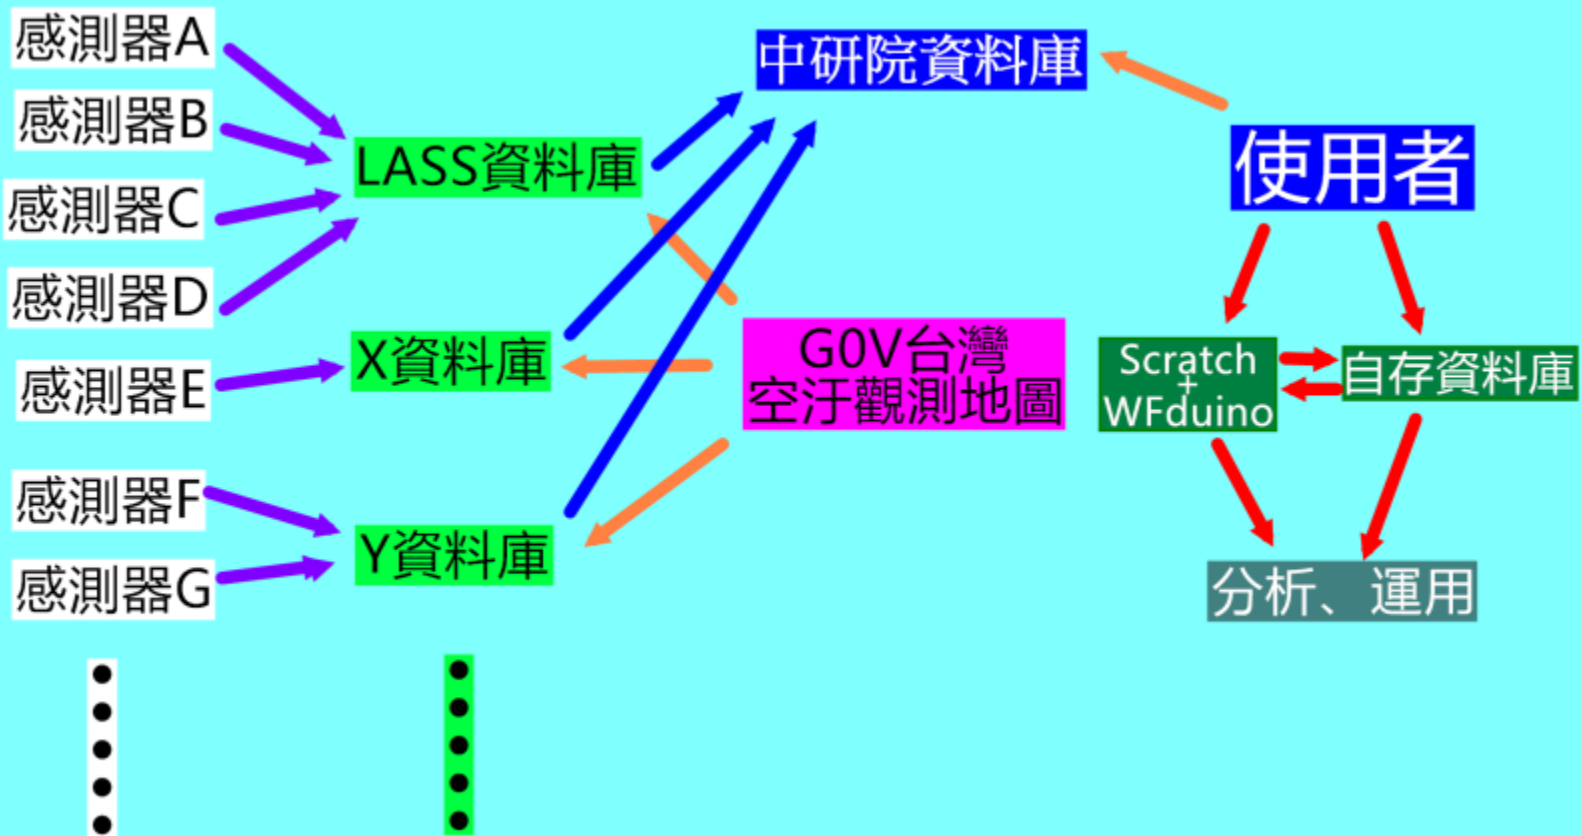 感測器A
感測器B
感測器C
感測器D
感測器E
感測器F
感測器G
LASS資料庫
X資料庫
Y資料庫
中研院資料庫
G0V台灣
空汙觀測地圖
使用者
Scratch
+
WFduino
自存資料庫
分析、運用